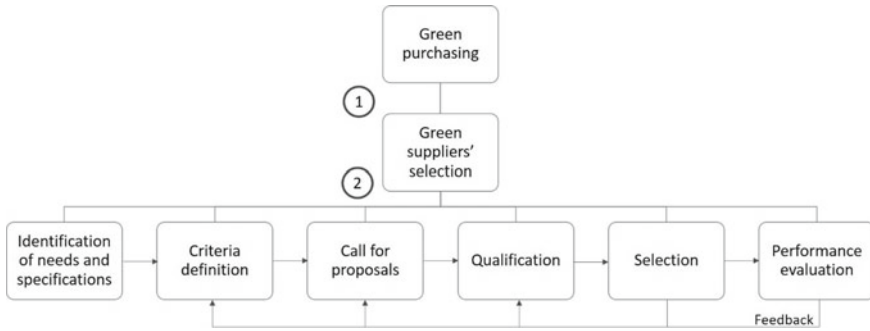 Green
purchasing
1
Green
suppliers'
selection
2
Identification
of needs and
specifications
Criteria
definition
Call for
proposals
Qualification
Selection
Performance
evaluation
Feedback